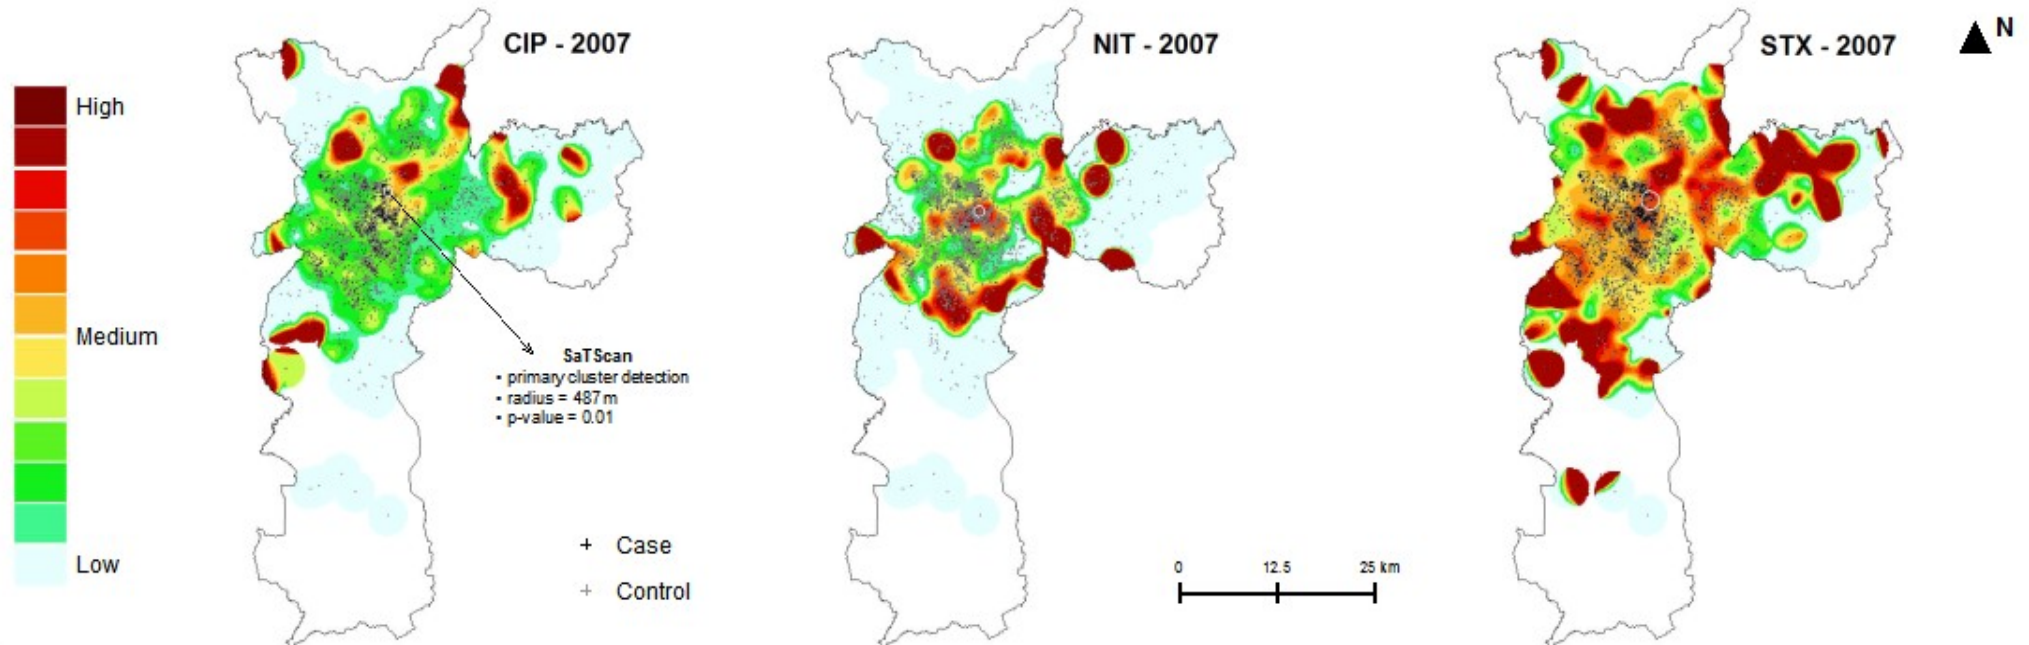 CIP - 2007
NIT - 2007
STX - 2007
N
High
Medium
Low
SaTScan
• primary cluster detection
• radius = 487 m
• p-value = 0.01
+ Case
+ Control
0 12.5 25 km